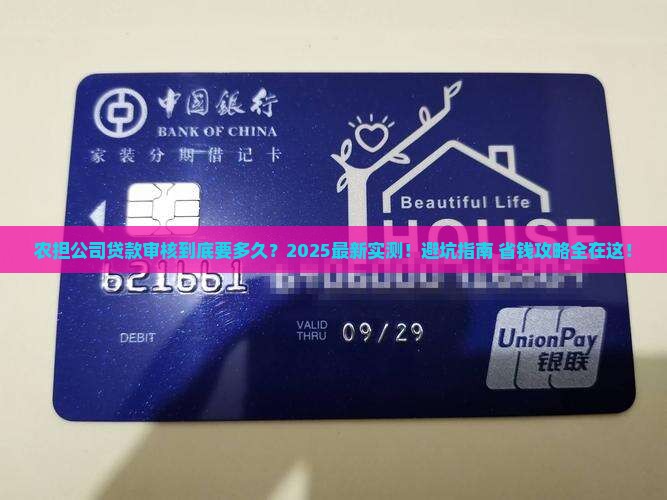 中国银行
BANK OF CHINA
家装分期借记卡
Beautiful Life
HOUSE
农担公司贷款审核到底要多久？2025最新实测！避坑指南 省钱攻略全在这！
621661
DEBIT
VALID
THRU
09/29
UnionPay
银联